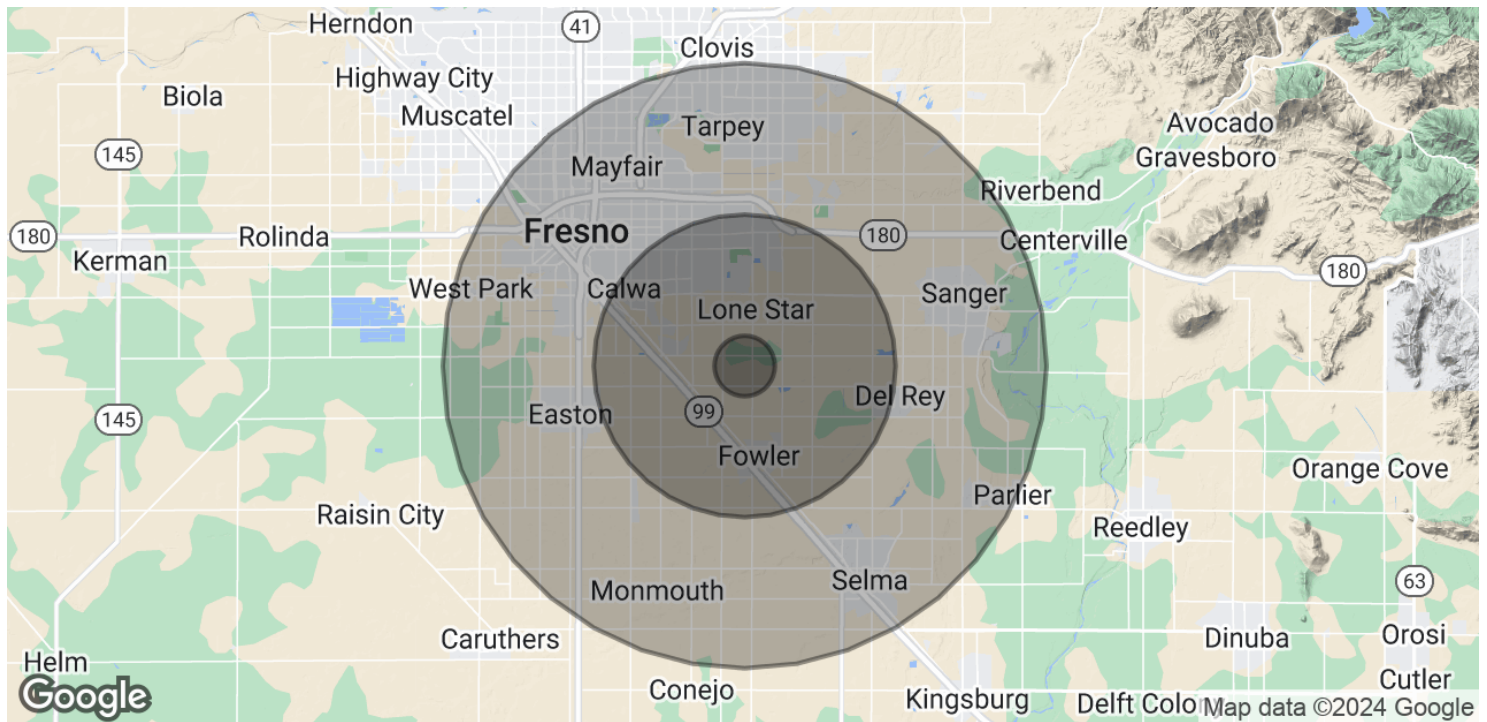 Herndon
41
Clovis
Highway City
Biola
Muscatel
Tarpey
Avocado
145
Mayfair
Gravesboro
Riverbend
180
Rolinda
Fresno
180
Centerville
Kerman
180
West Park
Calwa
Sanger
Lone Star
Del Rey
145
Easton
99
Fowler
Orange Cove
Parlier
Raisin City
Reedley
Selma
63
Monmouth
Caruthers
Dinuba
Orosi
Helm
Cutler
Conejo
Kingsburg
Delft Colony
Google
Map data ©2024 Google